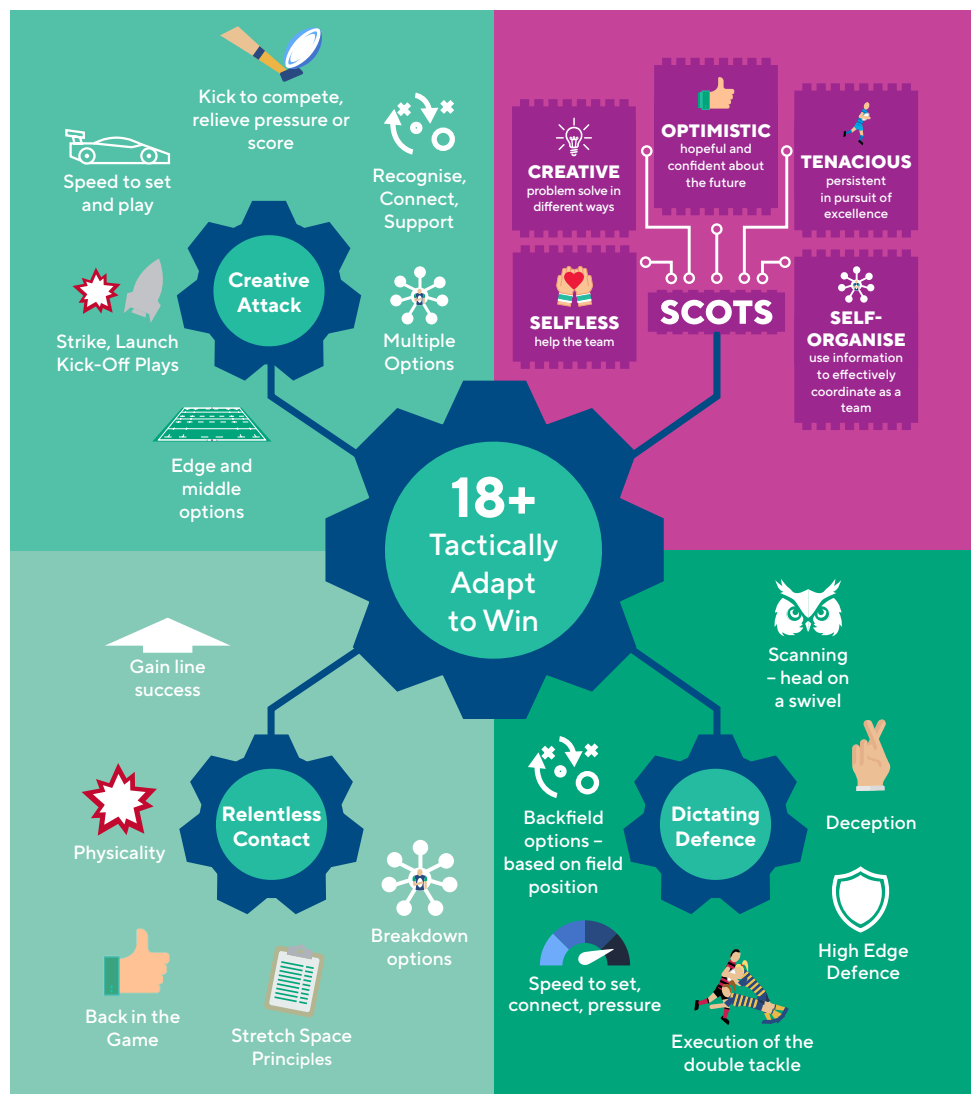 Kick to compete,
relieve pressure or
score
Speed to set
and play
Recognise,
Connect,
Support
Creative
Attack
Strike, Launch
Kick-Off Plays
Multiple
Options
Edge and
middle
options
CREATIVE
problem solve in
different ways
OPTIMISTIC
hopeful and
confident about
the future
TENACIOUS
persistent
in pursuit of
excellence
SELFLESS
help the team
SCOTS
SELF-
ORGANISE
use information
to effectively
coordinate as a
team
18+
Tactically
Adapt
to Win
Gain line
success
Physicality
Relentless
Contact
Breakdown
options
Back in the
Game
Stretch Space
Principles
Scanning
– head on
a swivel
Backfield
options –
based on field
position
Dictating
Defence
Deception
High Edge
Defence
Speed to set,
connect, pressure
Execution of the
double tackle